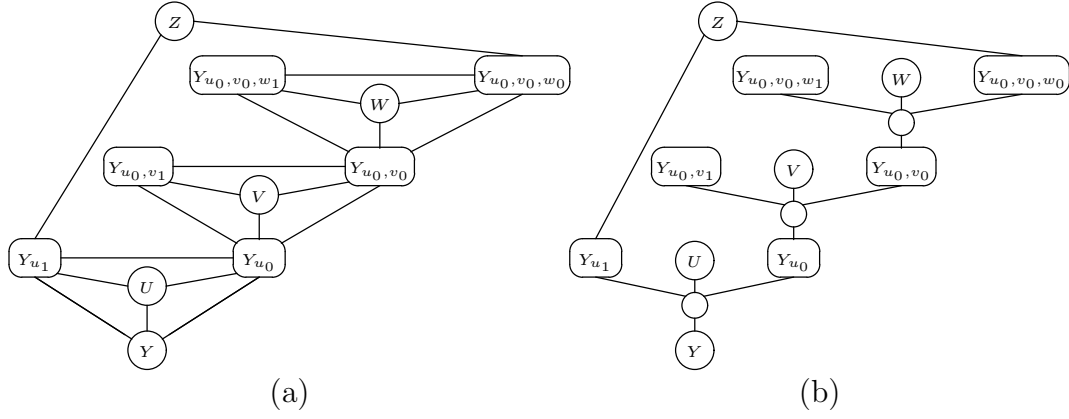 Z
Y_{u_0,v_0,w_1} Y_{u_0,v_0,w_0}
W
Y_{u_0,v_1} Y_{u_0,v_0}
V
Y_{u_1} Y_{u_0}
U
Y
(a)
Z
Y_{u_0,v_0,w_1} W Y_{u_0,v_0,w_0}
Y_{u_0,v_1} V Y_{u_0,v_0}
Y_{u_1} U Y_{u_0}
Y
(b)